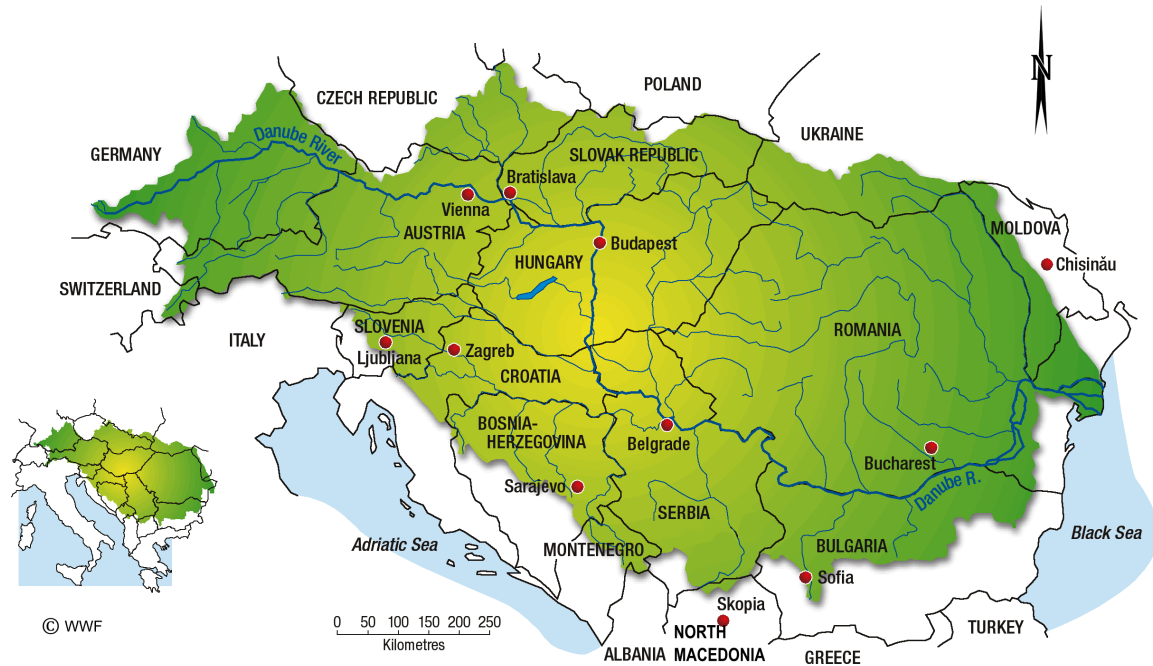 N
POLAND
CZECH REPUBLIC
Danube River
UKRAINE
GERMANY
SLOVAK REPUBLIC
Bratislava
Vienna
MOLDOVA
AUSTRIA
Budapest
HUNGARY
Chisinău
SWITZERLAND
SLOVENIA
ROMANIA
ITALY
Ljubljana
Zagreb
CROATIA
BOSNIA-
HERZEGOVINA
Belgrade
Bucharest
Sarajevo
Danube R.
SERBIA
Black Sea
Adriatic Sea
MONTENEGRO
BULGARIA
Sofia
Skopia
© WWF
0 50 100 150 200 250
Kilometres
NORTH
MACEDONIA
ALBANIA
GREECE
TURKEY